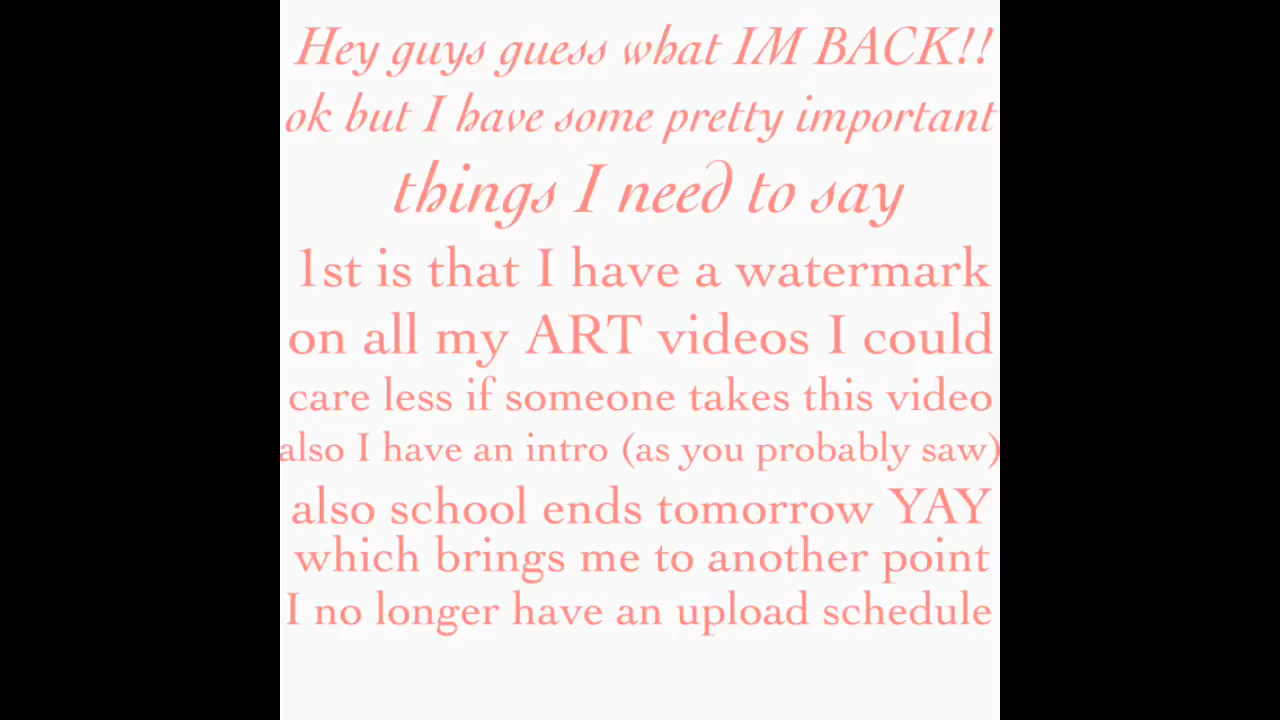 Hey guys guess what IM BACK!!
ok but I have some pretty important
things I need to say
1st is that I have a watermark
on all my ART videos I could
care less if someone takes this video
also I have an intro (as you probably saw)
also school ends tomorrow YAY
which brings me to another point
I no longer have an upload schedule